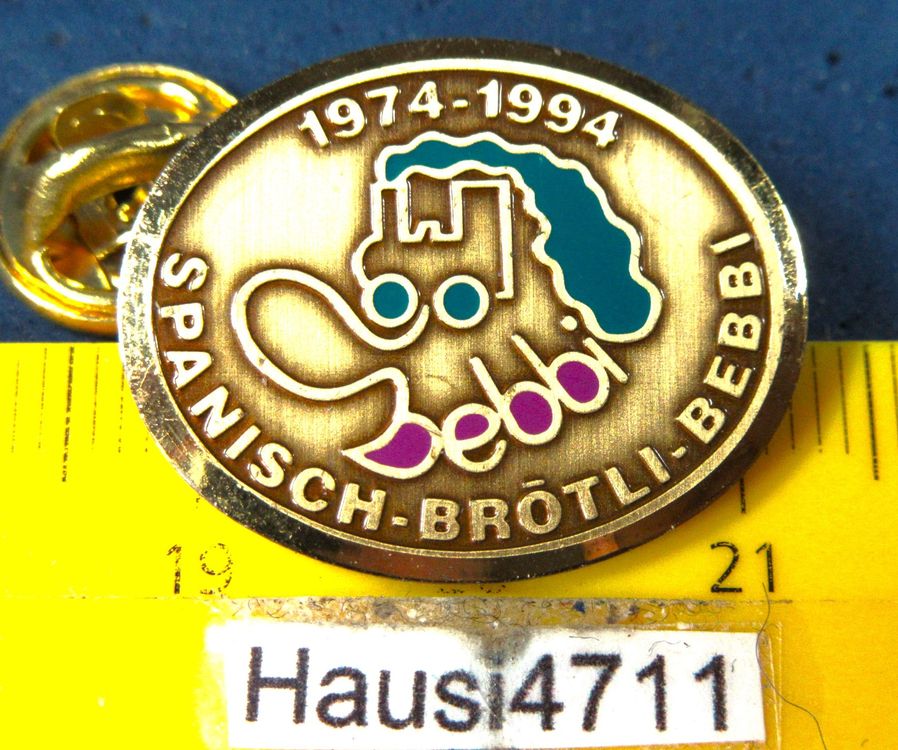 1974-1994
Bebbi
SPANISCH-BRÖTLI-BEBBI
19 21
Hausi4711